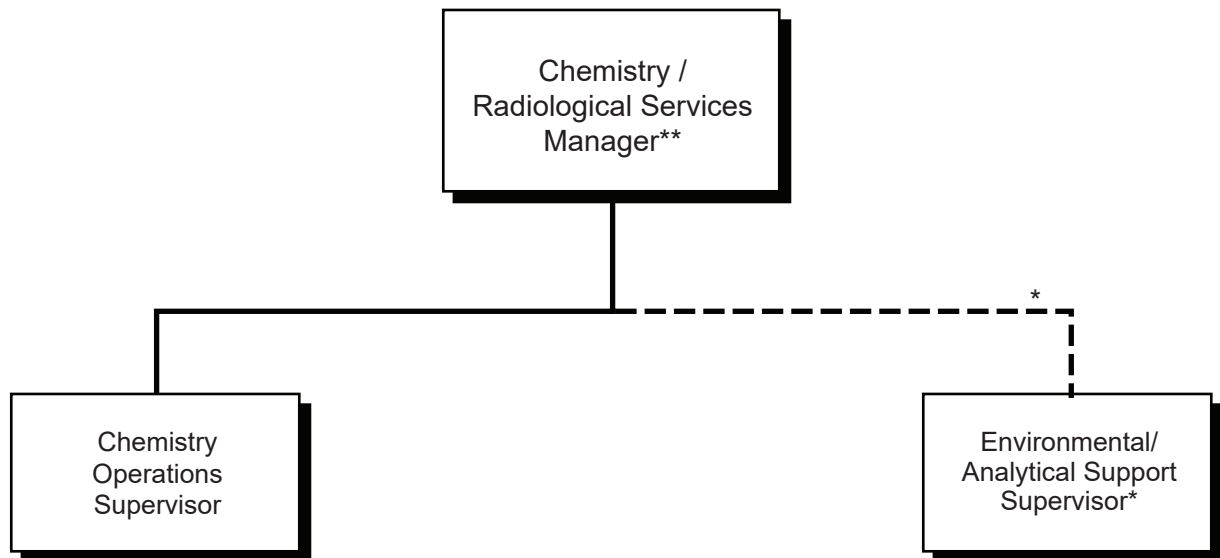 Chemistry /
Radiological Services
Manager**
*
Chemistry
Operations
Supervisor
Environmental/
Analytical Support
Supervisor*